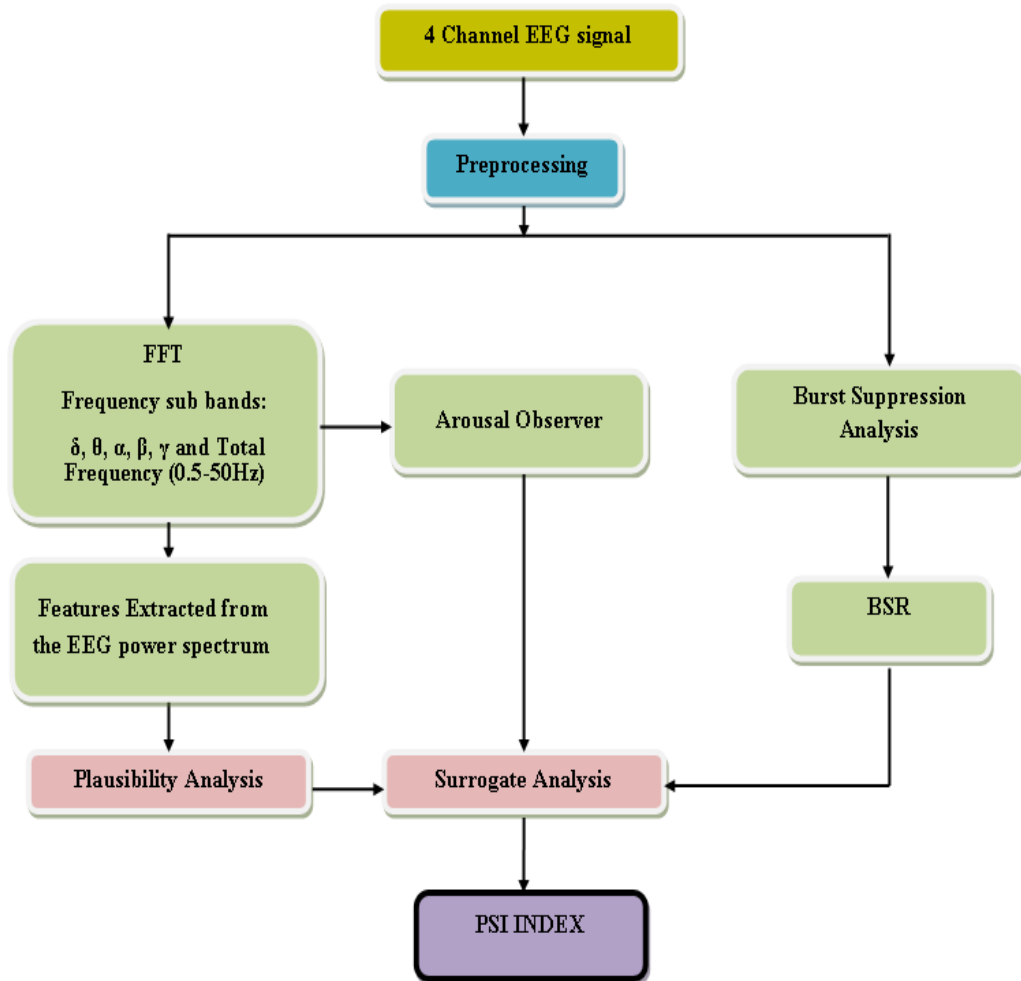 4 Channel EEG signal
Preprocessing
FFT
Frequency sub bands:
δ, θ, α, β, γ and Total
Frequency (0.5-50Hz)
Arousal Observer
Burst Suppression
Analysis
Features Extracted from
the EEG power spectrum
BSR
Plausibility Analysis
Surrogate Analysis
PSI INDEX